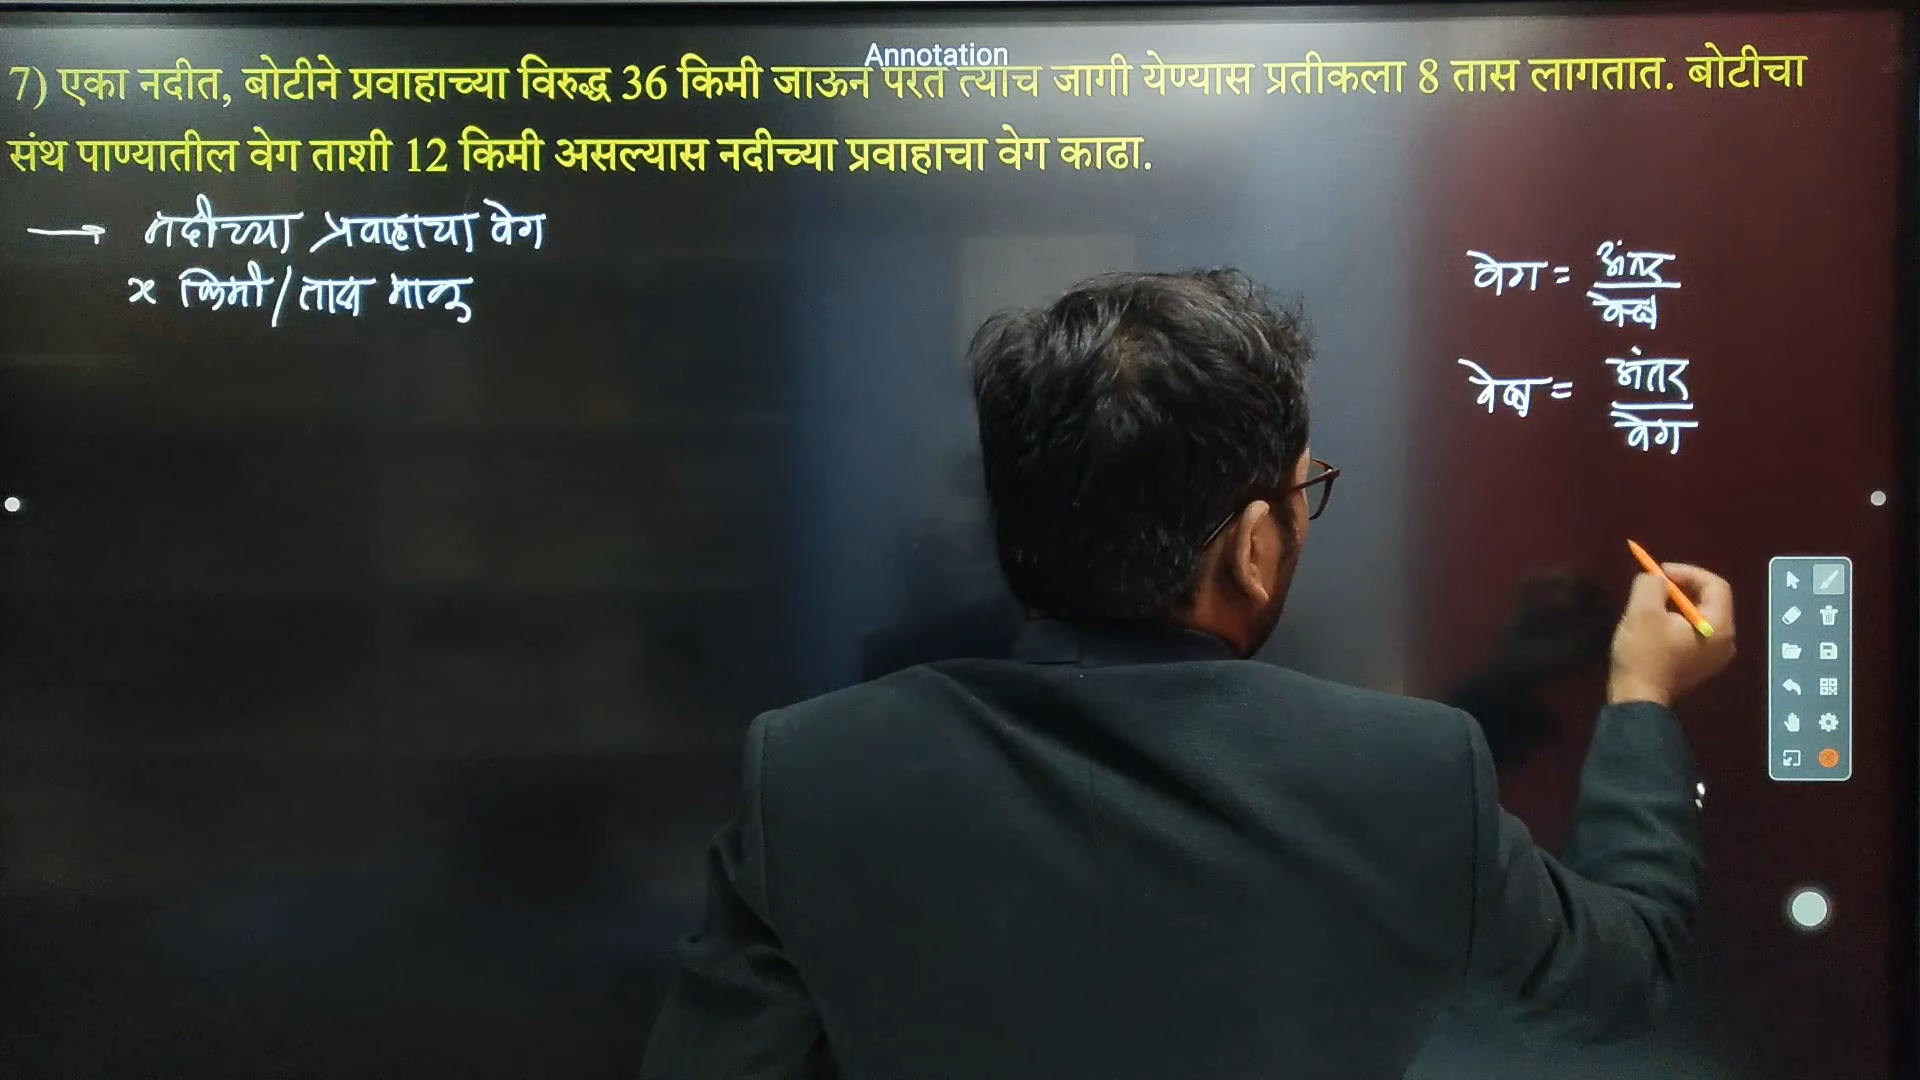 Annotation
7) एका नदीत, बोटीने प्रवाहाच्या विरुद्ध 36 किमी जाऊन परत त्याच जागी येण्यास प्रतीकला 8 तास लागतात. बोटीचा
संथ पाण्यातील वेग ताशी 12 किमी असल्यास नदीच्या प्रवाहाचा वेग काढा.
→ नदीच्या प्रवाहाचा वेग
x किमी/तास मानू
वेग = अंतर
वेळ
वेळ = अंतर
वेग